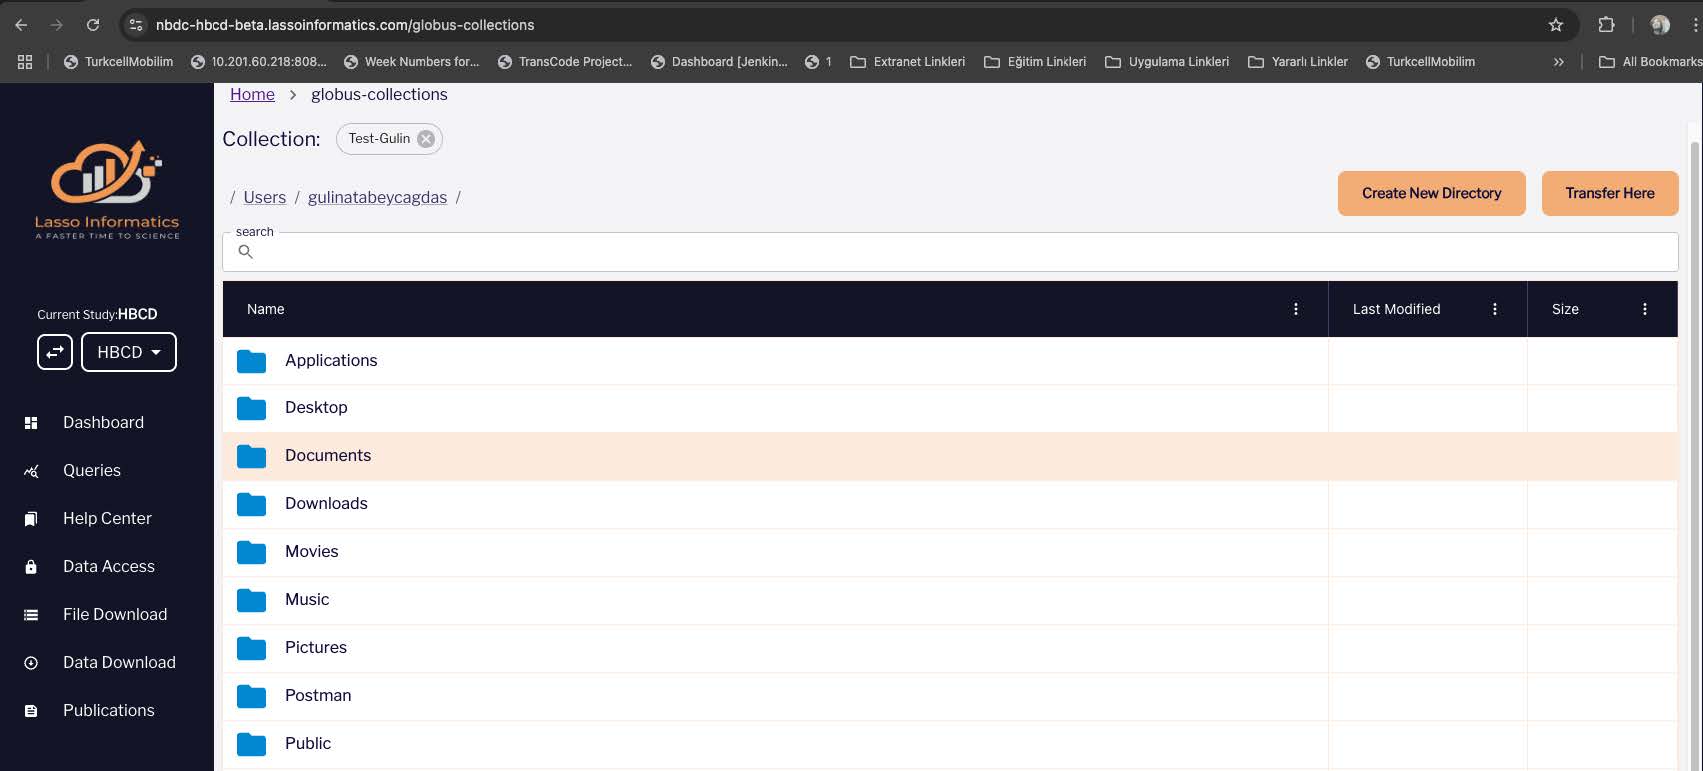 nbdc-hbcd-beta.lassoinformatics.com/globus-collections
TurkcellMobilim 10.201.60.218:808... Week Numbers for... TransCode Project... Dashboard [Jenkin... 1 Extranet Linkleri Eğitim Linkleri Uygulama Linkleri Yararlı Linkler TurkcellMobilim » All Bookmarks
Home > globus-collections
Collection: Test-Gulin
/ Users / gulinatabeycagdas /
Create New Directory Transfer Here
search
Name Last Modified Size
Applications
Desktop
Documents
Downloads
Movies
Music
Pictures
Postman
Public
Lasso Informatics
A FASTER TIME TO SCIENCE
Current Study:HBCD
HBCD
Dashboard
Queries
Help Center
Data Access
File Download
Data Download
Publications